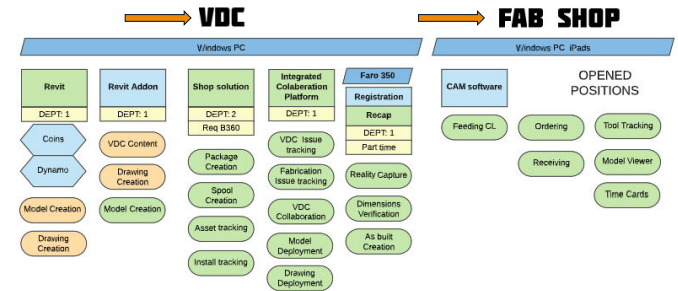 VDC
FAB SHOP
Windows PC
Windows PC iPads
Revit
DEPT: 1
Coins
Dynamo
Model Creation
Drawing
Creation
Revit Addon
DEPT: 1
VDC Content
Drawing
Creation
Model Creation
Shop solution
DEPT: 2
Req B360
Package
Creation
Spool
Creation
Asset tracking
Install tracking
Integrated
Colaberation
Platform
DEPT: 1
VDC Issue
tracking
Fabrication
Issue tracking
VDC
Collaboration
Model
Deployment
Drawing
Deployment
Faro 350
Registration
Recap
DEPT: 1
Part time
Reality Capture
Dimensions
Verification
As built
Creation
CAM software
Feeding CL
OPENED
POSITIONS
Ordering
Receiving
Tool Tracking
Model Viewer
Time Cards